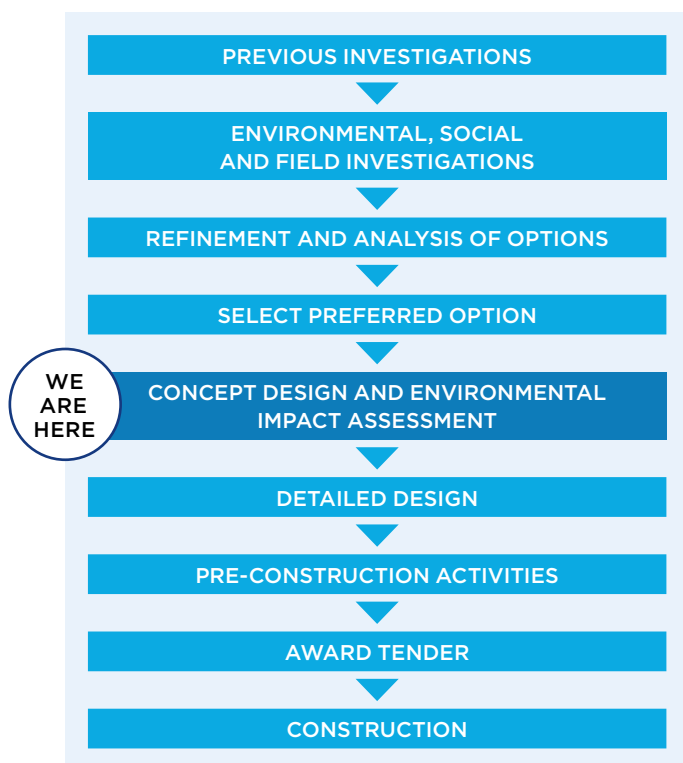 PREVIOUS INVESTIGATIONS
ENVIRONMENTAL, SOCIAL
AND FIELD INVESTIGATIONS
REFINEMENT AND ANALYSIS OF OPTIONS
SELECT PREFERRED OPTION
WE
ARE
HERE
CONCEPT DESIGN AND ENVIRONMENTAL
IMPACT ASSESSMENT
DETAILED DESIGN
PRE-CONSTRUCTION ACTIVITIES
AWARD TENDER
CONSTRUCTION